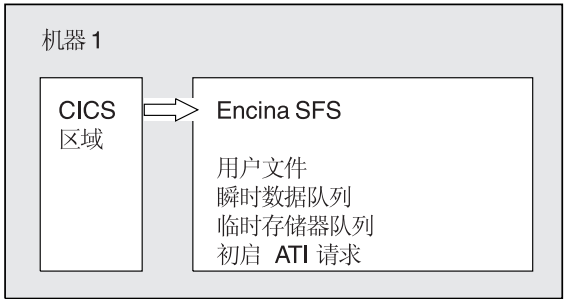 机器 1
CICS
区域
Encina SFS
用户文件
瞬时数据队列
临时存储器队列
初启 ATI 请求